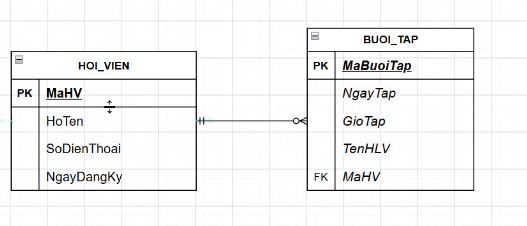 HOI_VIEN
PK MaHV
HoTen
SoDienThoai
NgayDangKy
BUOI_TAP
PK MaBuoiTap
NgayTap
GioTap
TenHLV
FK MaHV